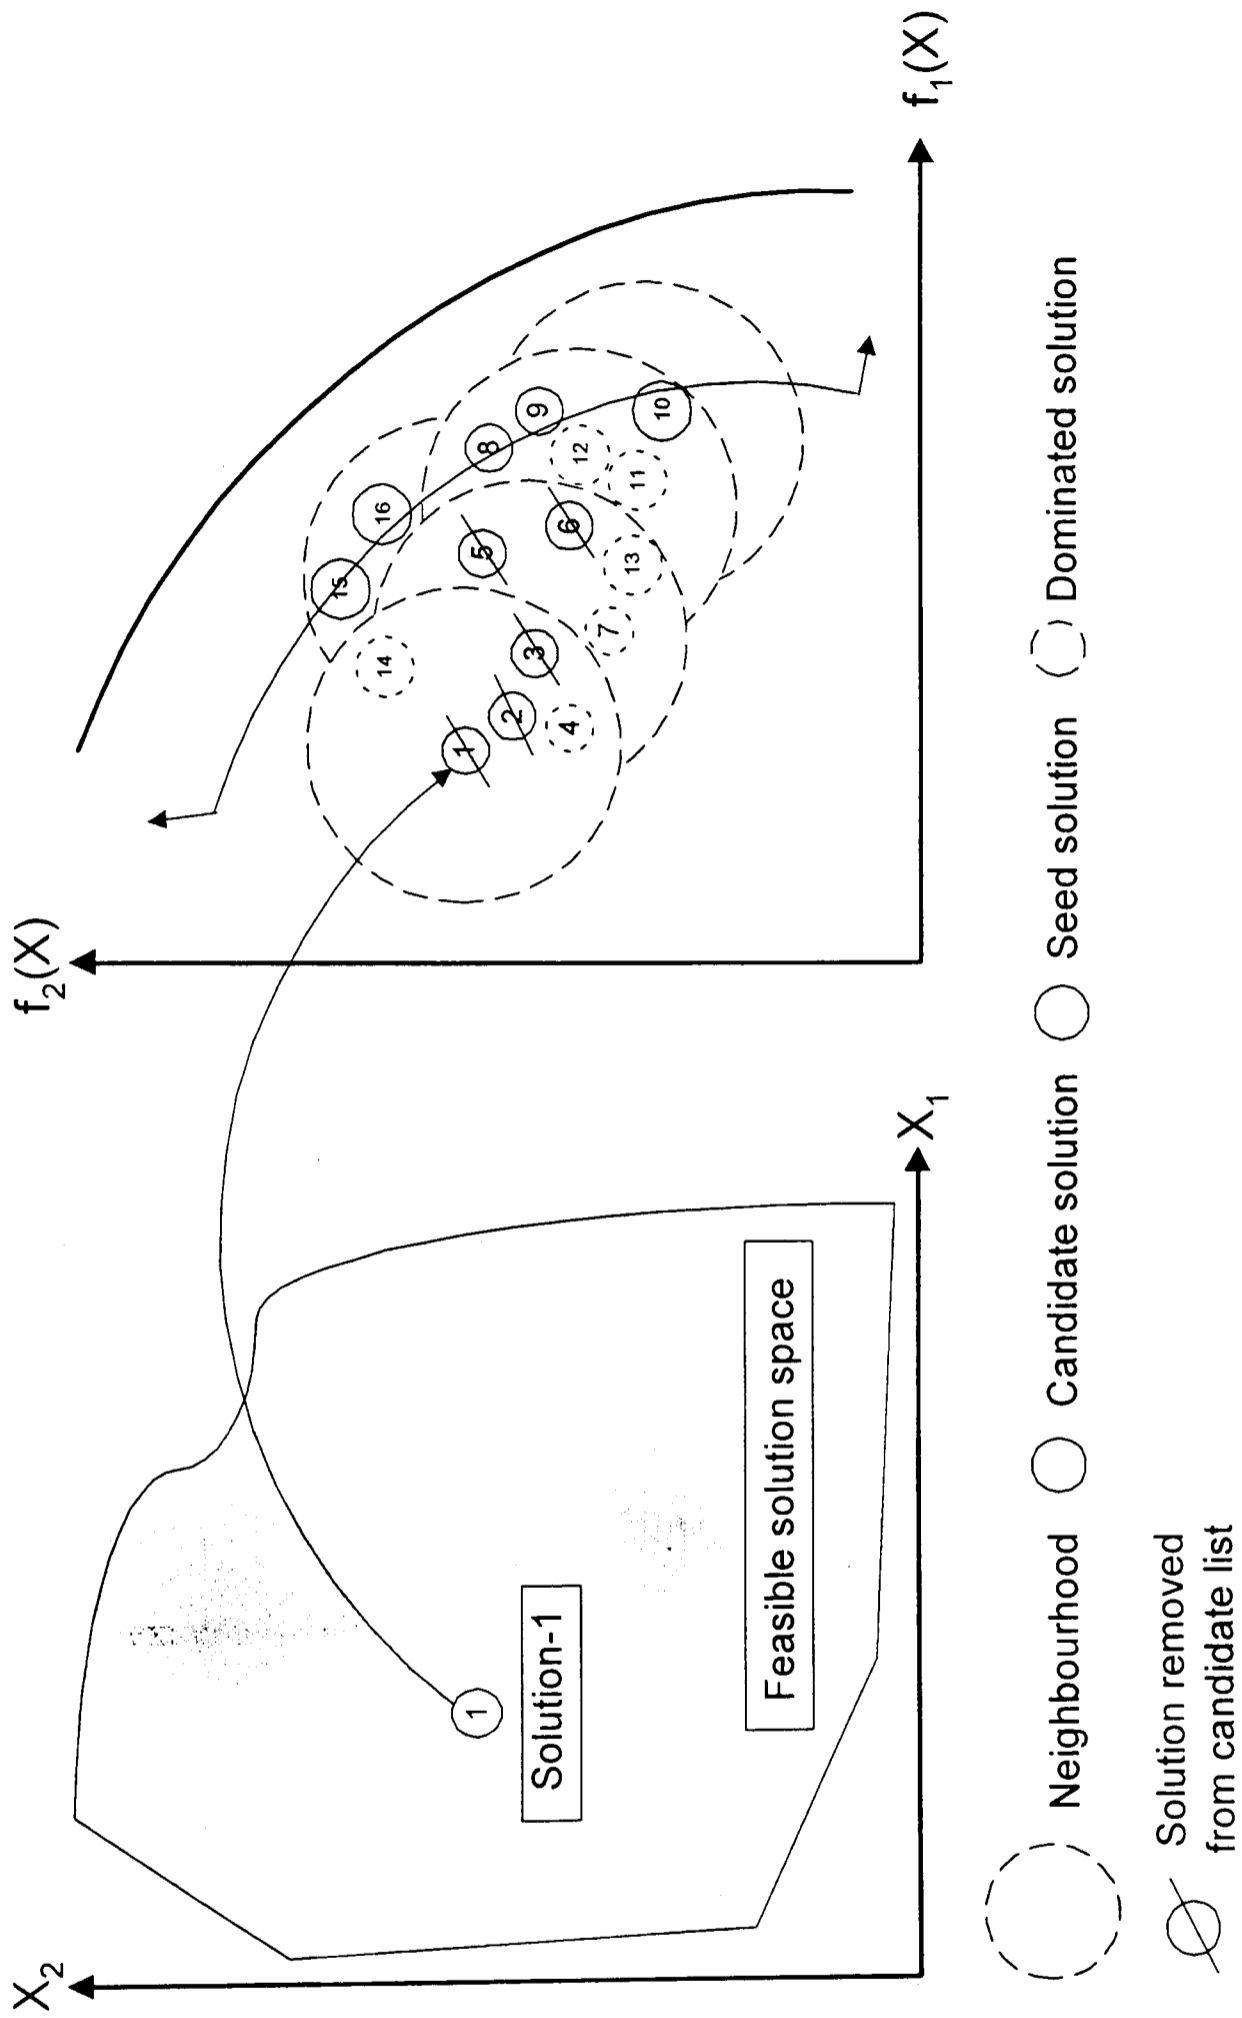 X2
X1
f2(X)
f1(X)
1
Solution-1
Feasible solution space
15
16
14
8
9
1
5
2
3
6
12
10
4
7
13
11
Neighbourhood
Candidate solution
Seed solution
Dominated solution
Solution removed
from candidate list